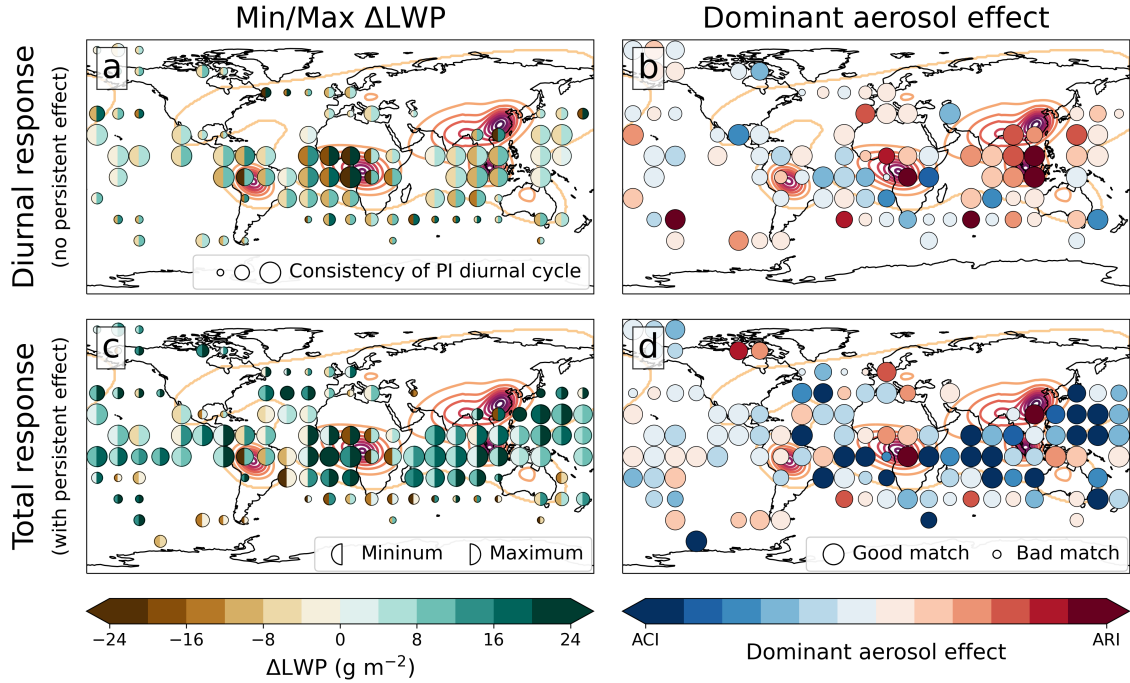 Min/Max ΔLWP
Dominant aerosol effect
Diurnal response
(no persistent effect)
a
b
Consistency of PI diurnal cycle
Total response
(with persistent effect)
c
d
Mininum
Maximum
Good match
Bad match
−24
−16
−8
0
8
16
24
ΔLWP (g m⁻²)
ACI
ARI
Dominant aerosol effect